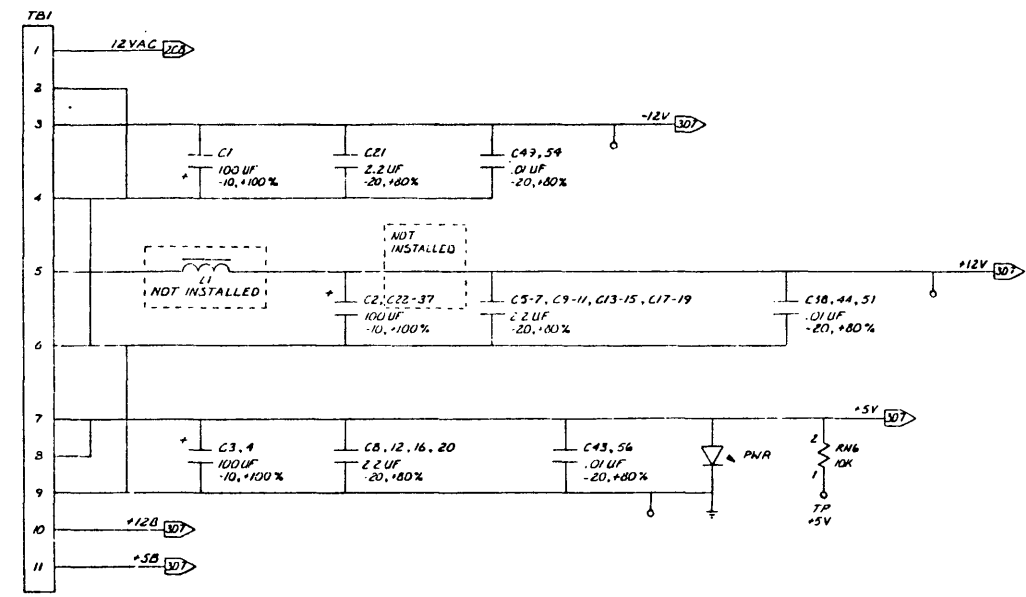 TB1
1
12VAC
2C8
2
3
-12V
3D7
C1
100 UF
-10, +100%
+
C21
2.2 UF
-20, +80%
C49, 54
.01 UF
-20, +80%
4
NOT
INSTALLED
5
L1
NOT INSTALLED
+12V
3D7
+
C2, C22-37
100 UF
-10, +100%
C5-7, C9-11, C13-15, C17-19
2.2 UF
-20, +80%
C38, 44, 51
.01 UF
-20, +80%
6
7
+5V
3D7
+
C3, 4
100 UF
-10, +100%
C8, 12, 16, 20
2.2 UF
-20, +80%
C43, 56
.01 UF
-20, +80%
PWR
2
RN6
10K
1
TP
+5V
8
9
10
+12B
3D7
11
+5B
3D7